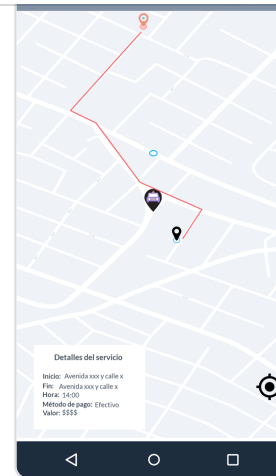 Detalles del servicio
Inicio: Avenida xxx y calle x
Fin: Avenida xxx y calle x
Hora: 14:00
Método de pago: Efectivo
Valor: $$$$